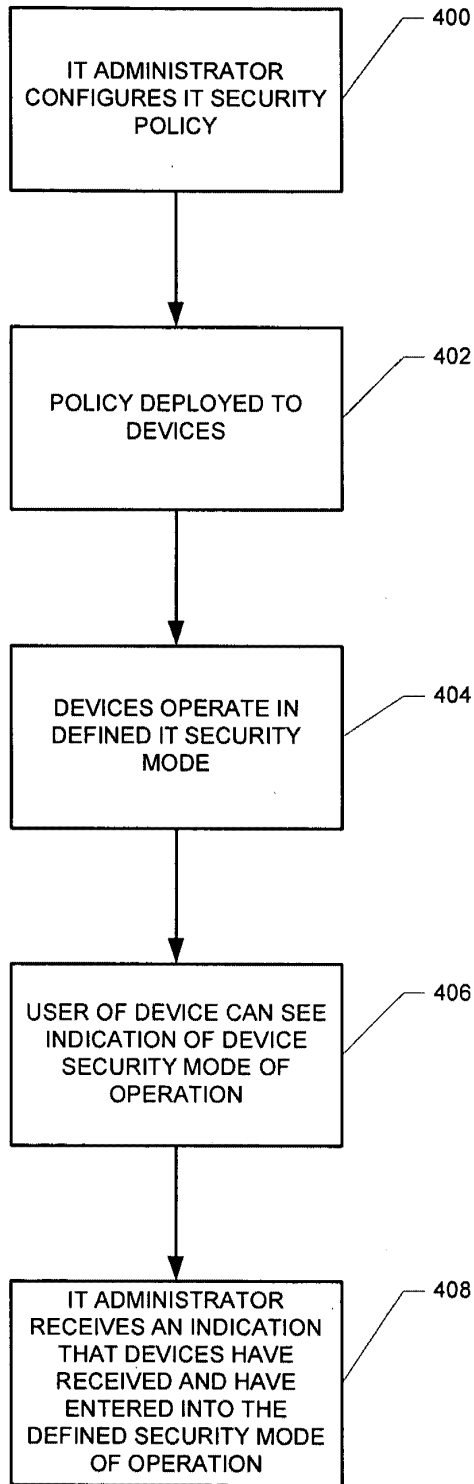 400
IT ADMINISTRATOR
CONFIGURES IT SECURITY
POLICY
402
POLICY DEPLOYED TO
DEVICES
404
DEVICES OPERATE IN
DEFINED IT SECURITY
MODE
406
USER OF DEVICE CAN SEE
INDICATION OF DEVICE
SECURITY MODE OF
OPERATION
408
IT ADMINISTRATOR
RECEIVES AN INDICATION
THAT DEVICES HAVE
RECEIVED AND HAVE
ENTERED INTO THE
DEFINED SECURITY MODE
OF OPERATION